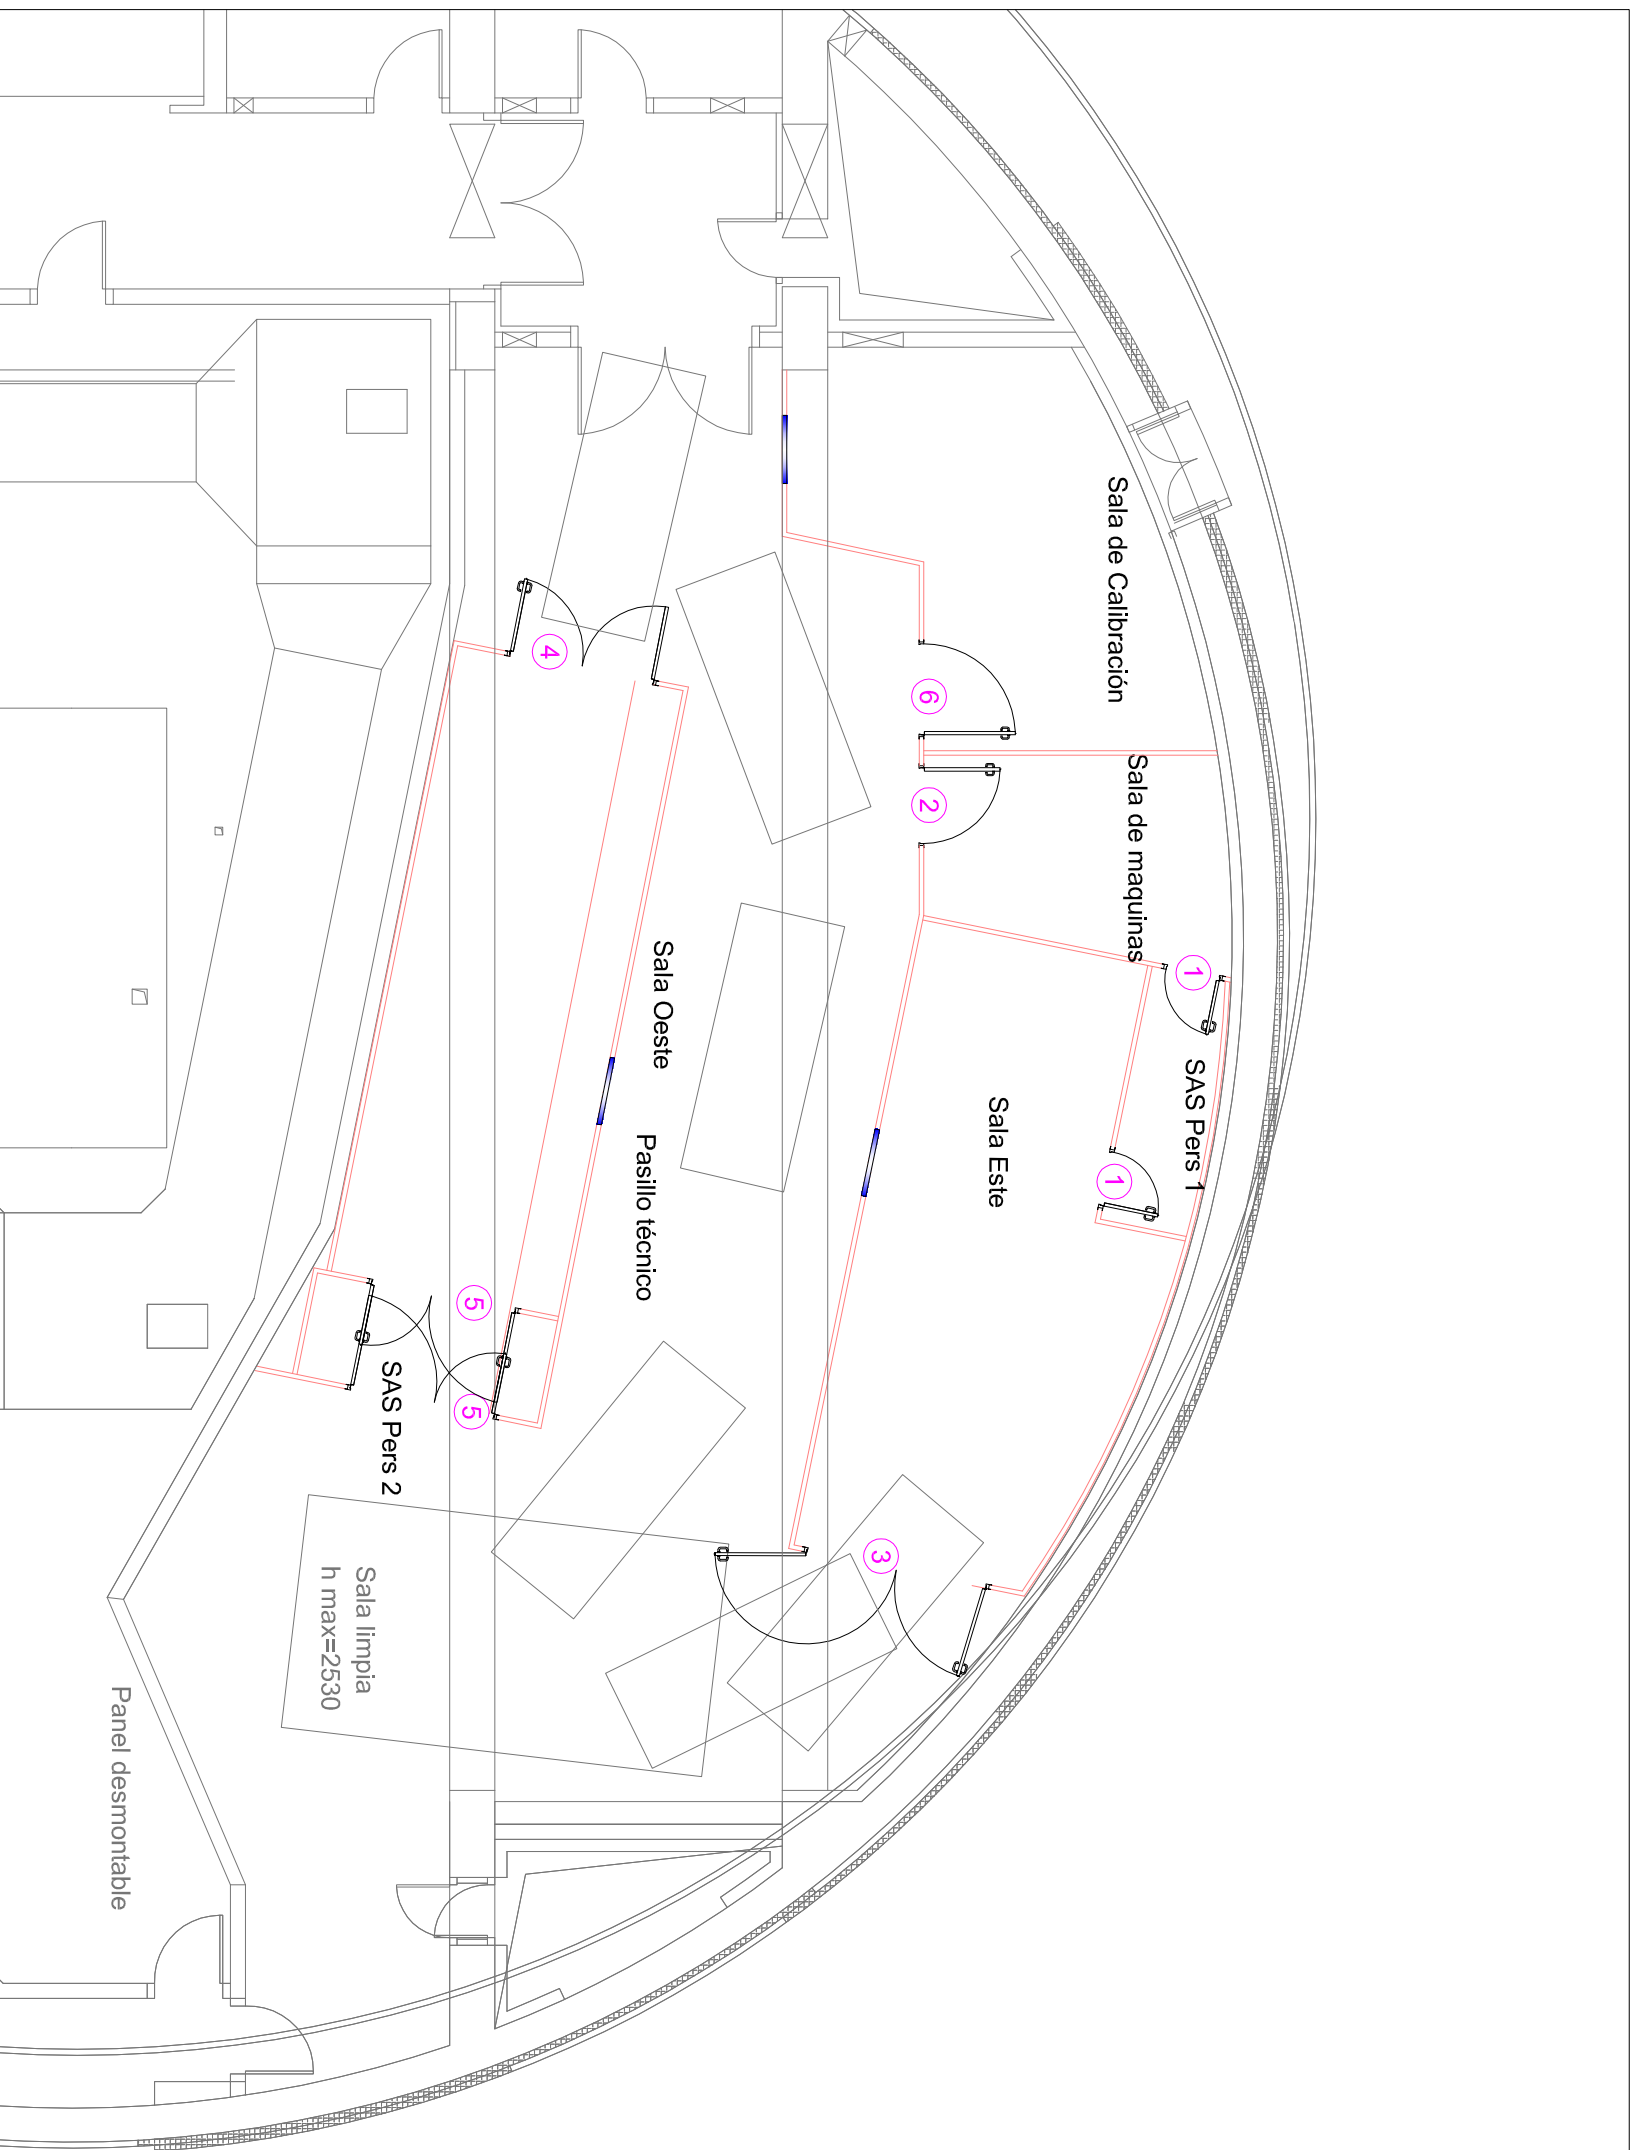 Sala de Calibración
Sala de maquinas
SAS Pers 1
Sala Este
Sala Oeste
Pasillo técnico
SAS Pers 2
Sala limpia
h max=2530
Panel desmontable
1
1
2
3
4
5
5
6